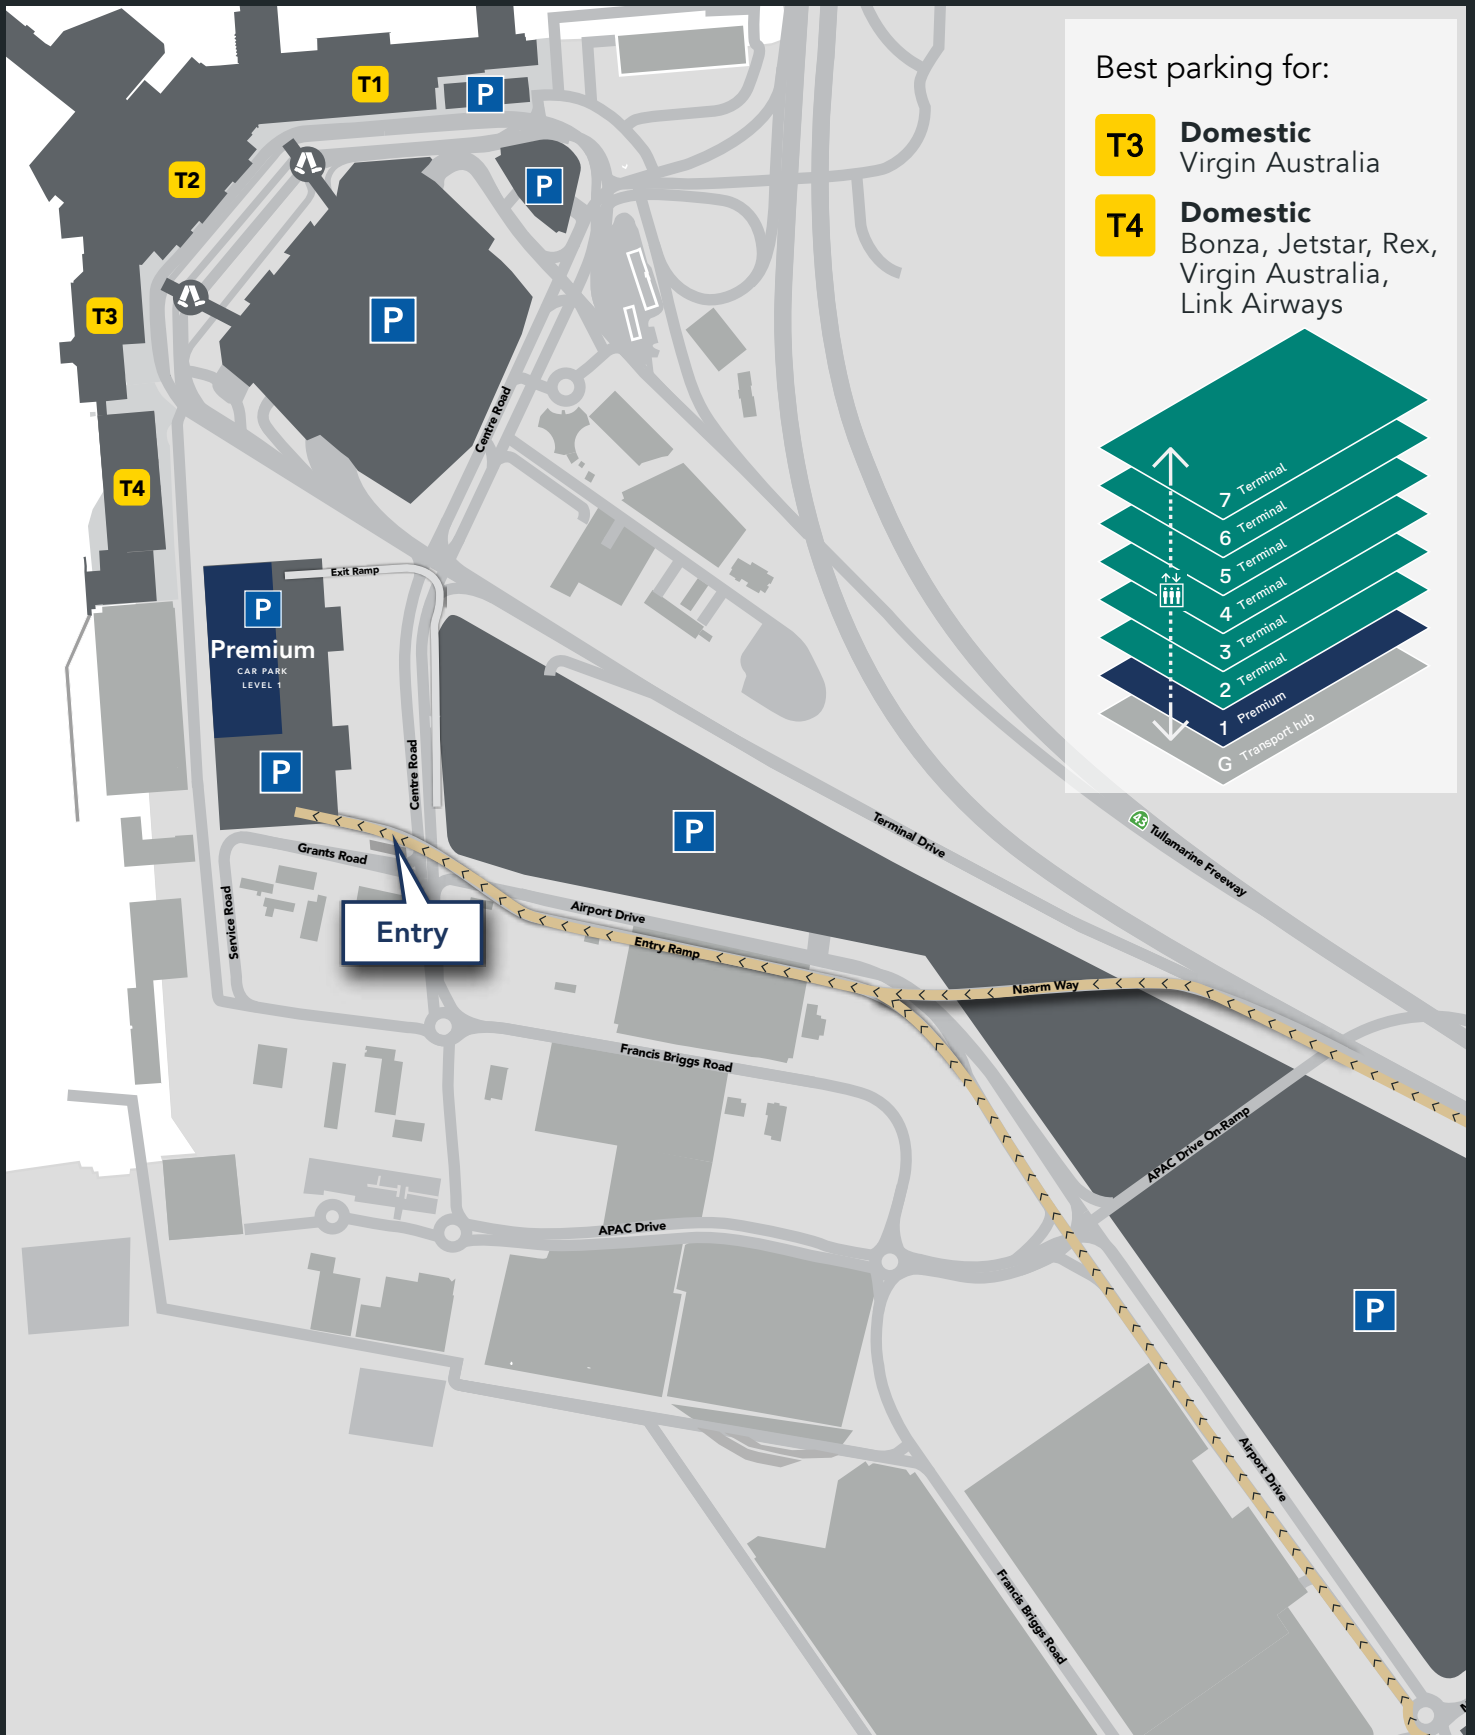 T1
P
T2
P
T3
P
T4
Best parking for:
T3
Domestic
Virgin Australia
T4
Domestic
Bonza, Jetstar, Rex,
Virgin Australia,
Link Airways
7 Terminal
6 Terminal
5 Terminal
4 Terminal
3 Terminal
2 Terminal
1 Premium
G Transport hub
Centre Road
Exit Ramp
P
Premium
CAR PARK
LEVEL 1
P
Centre Road
P
Terminal Drive
43 Tullamarine Freeway
Grants Road
Service Road
Entry
Airport Drive
Entry Ramp
Naarm Way
Francis Briggs Road
APAC Drive On-Ramp
APAC Drive
P
Airport Drive
Francis Briggs Road